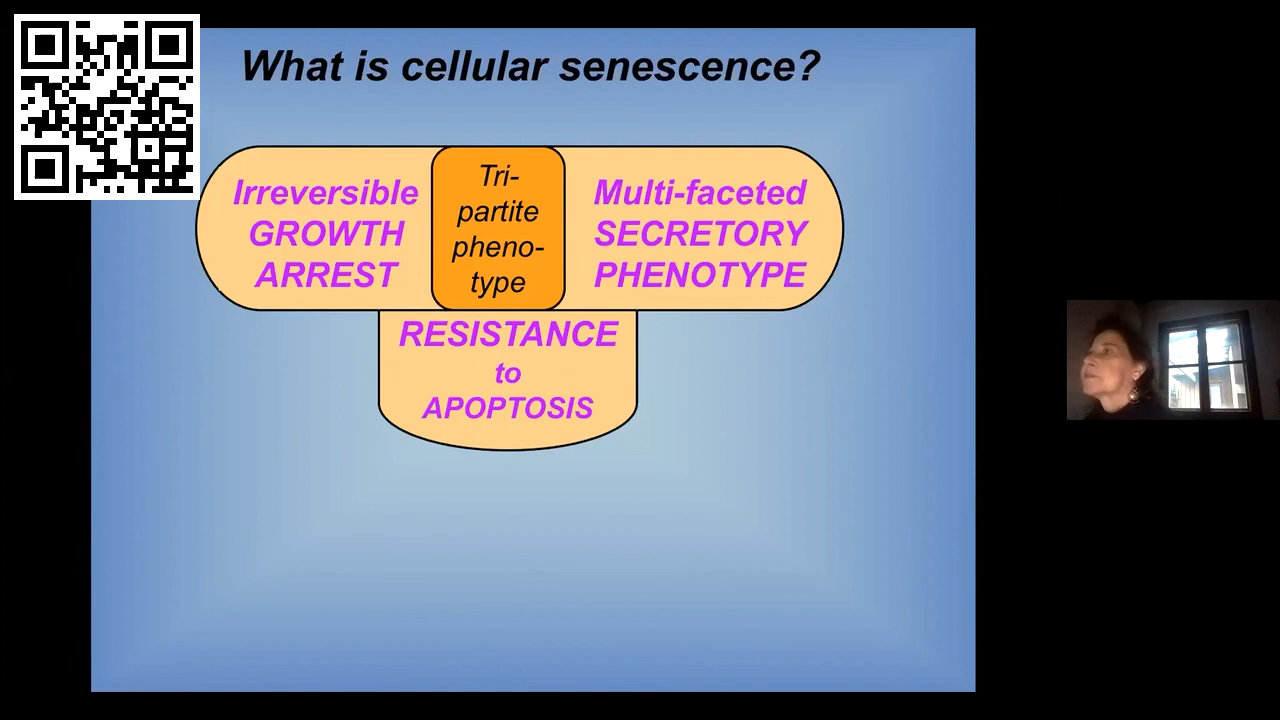 What is cellular senescence?
Irreversible
GROWTH
ARREST
Tri-
partite
pheno-
type
Multi-faceted
SECRETORY
PHENOTYPE
RESISTANCE
to
APOPTOSIS